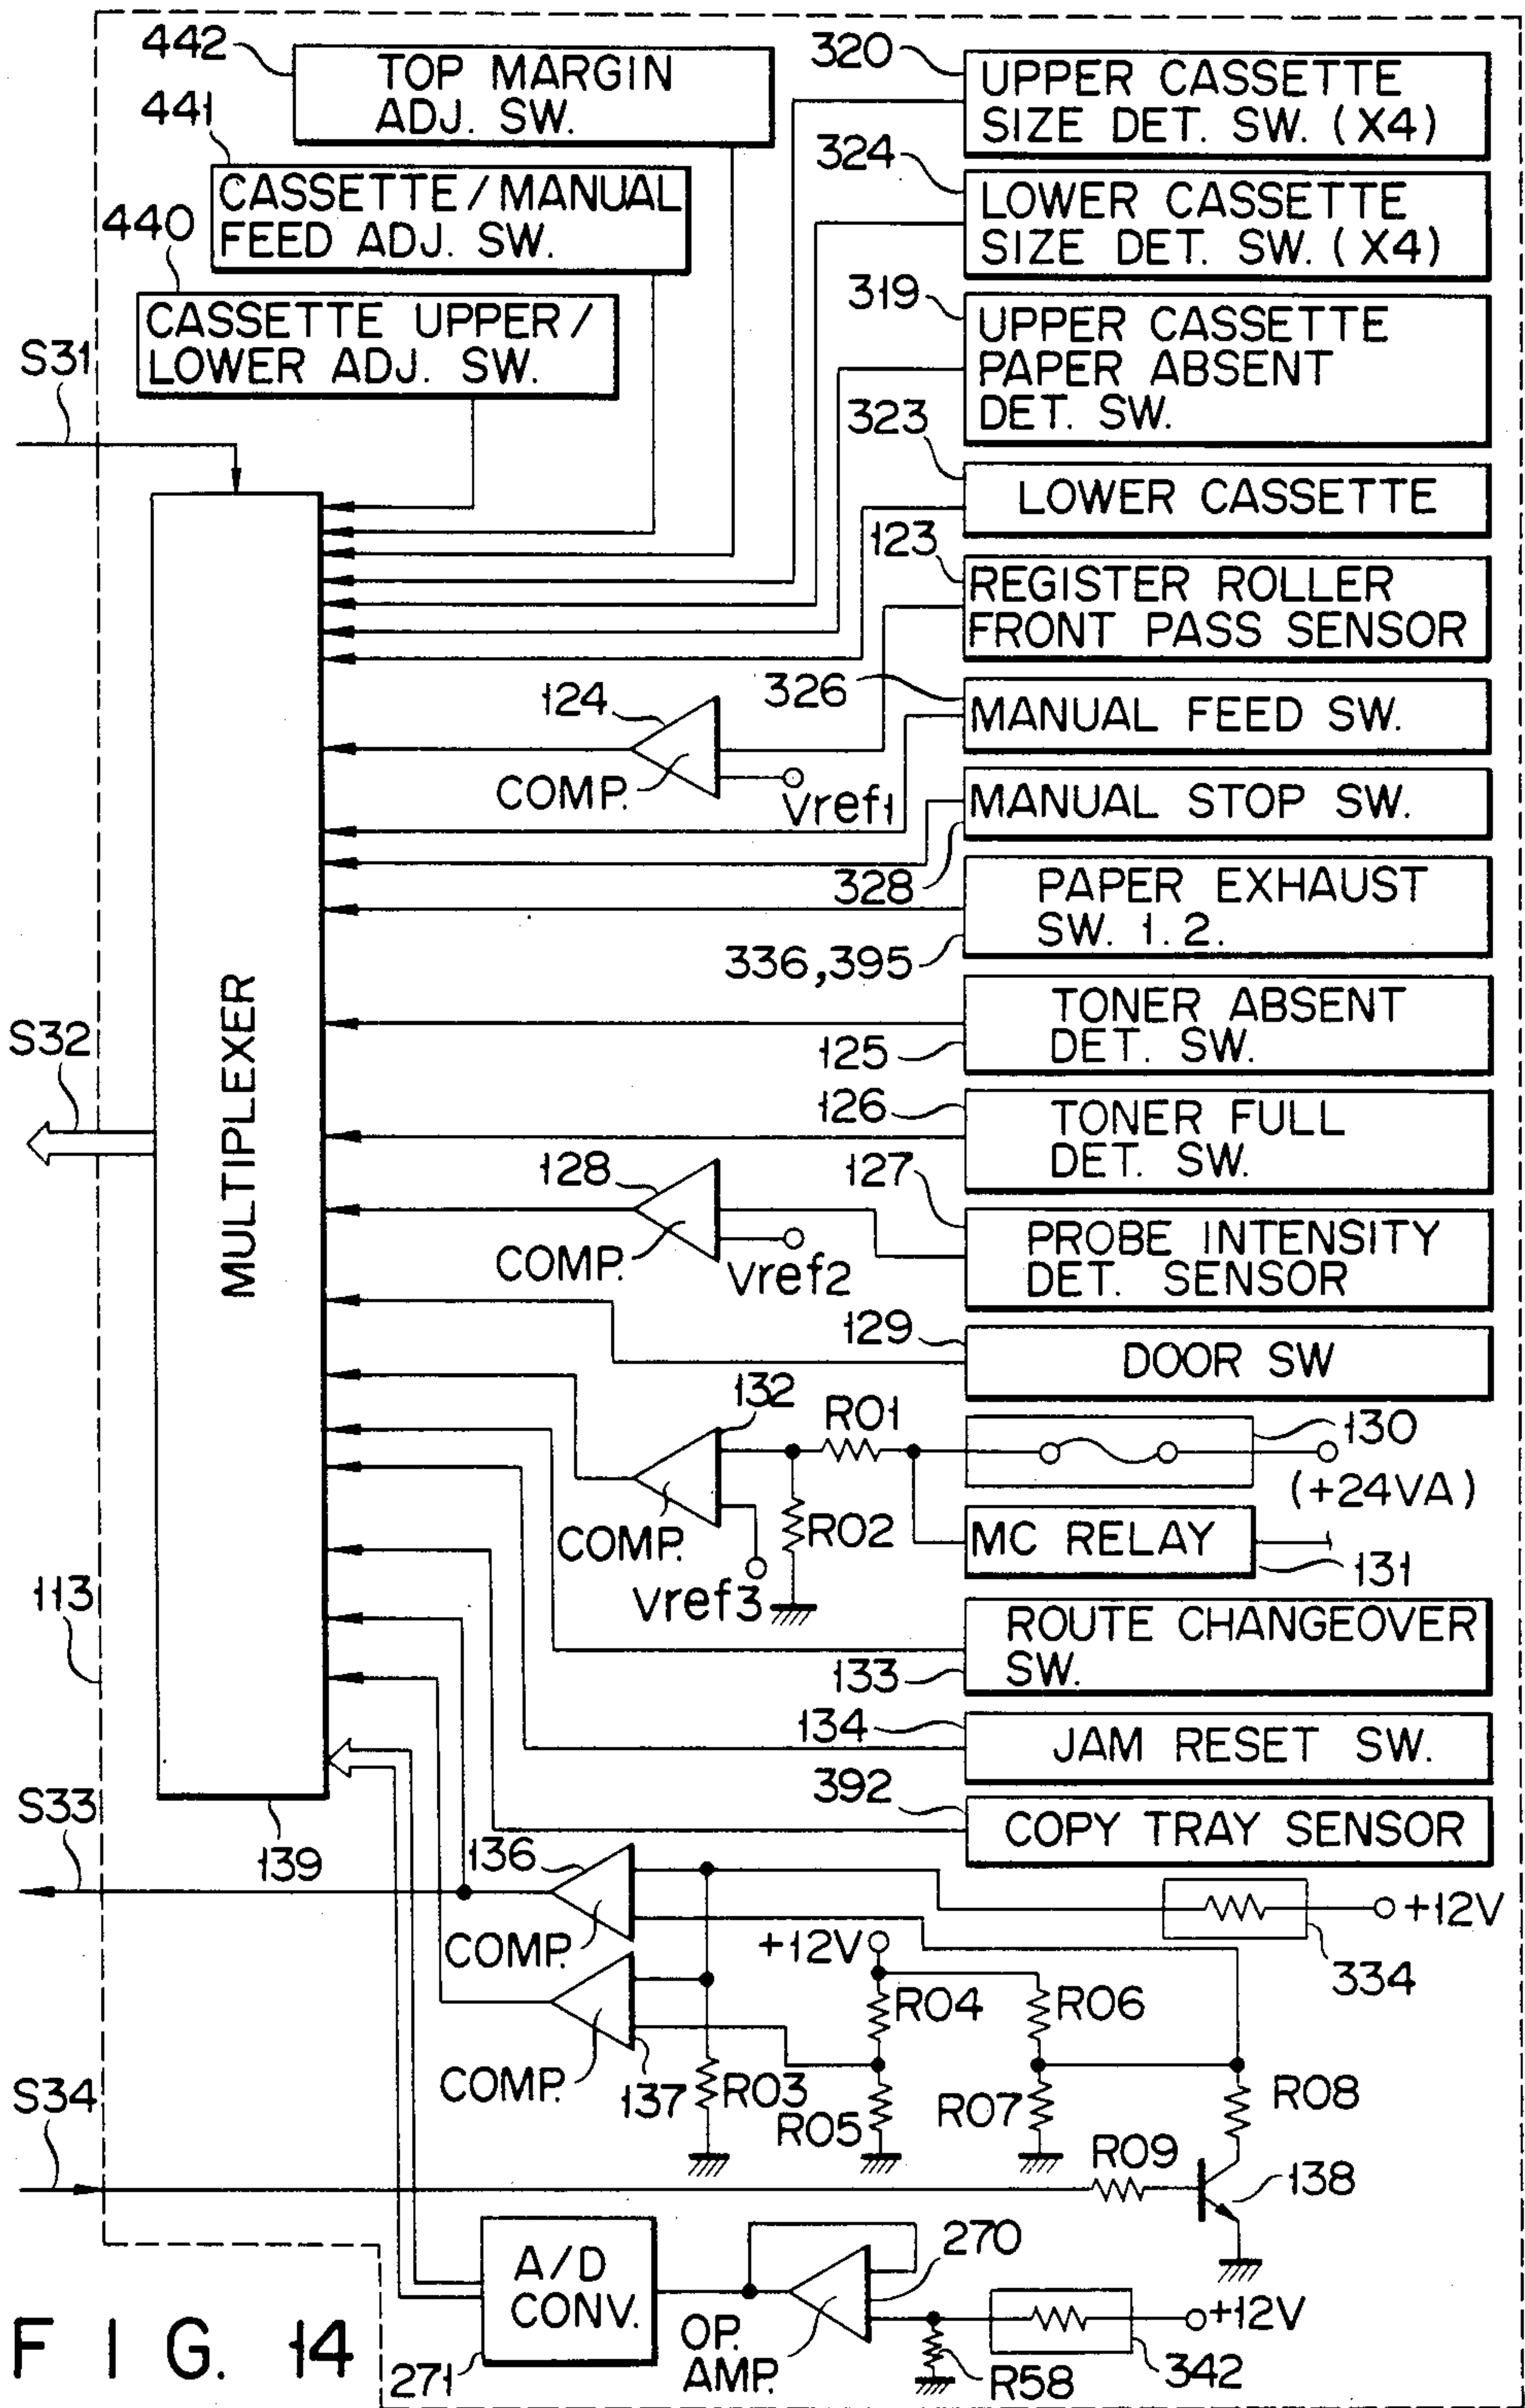 442
TOP MARGIN
ADJ. SW.
441
CASSETTE / MANUAL
FEED ADJ. SW.
440
CASSETTE UPPER /
LOWER ADJ. SW.
S31
320
UPPER CASSETTE
SIZE DET. SW. (X4)
324
LOWER CASSETTE
SIZE DET. SW. (X4)
319
UPPER CASSETTE
PAPER ABSENT
DET. SW.
323
LOWER CASSETTE
123
REGISTER ROLLER
FRONT PASS SENSOR
124
COMP.
Vref1
326
MANUAL FEED SW.
MANUAL STOP SW.
328
PAPER EXHAUST
SW. 1. 2.
336,395
S32
MULTIPLEXER
TONER ABSENT
DET. SW.
125
126
TONER FULL
DET. SW.
128
COMP.
Vref2
127
PROBE INTENSITY
DET. SENSOR
129
DOOR SW
132
COMP.
Vref3
R01
R02
130
(+24VA)
MC RELAY
131
113
ROUTE CHANGEOVER
SW.
133
134
JAM RESET SW.
392
COPY TRAY SENSOR
S33
139
136
COMP.
+12V
+12V
334
R04
R06
COMP.
137
R03
R05
R07
R08
S34
R09
138
A/D
CONV.
271
OP.
AMP.
270
+12V
R58
342
FIG. 14